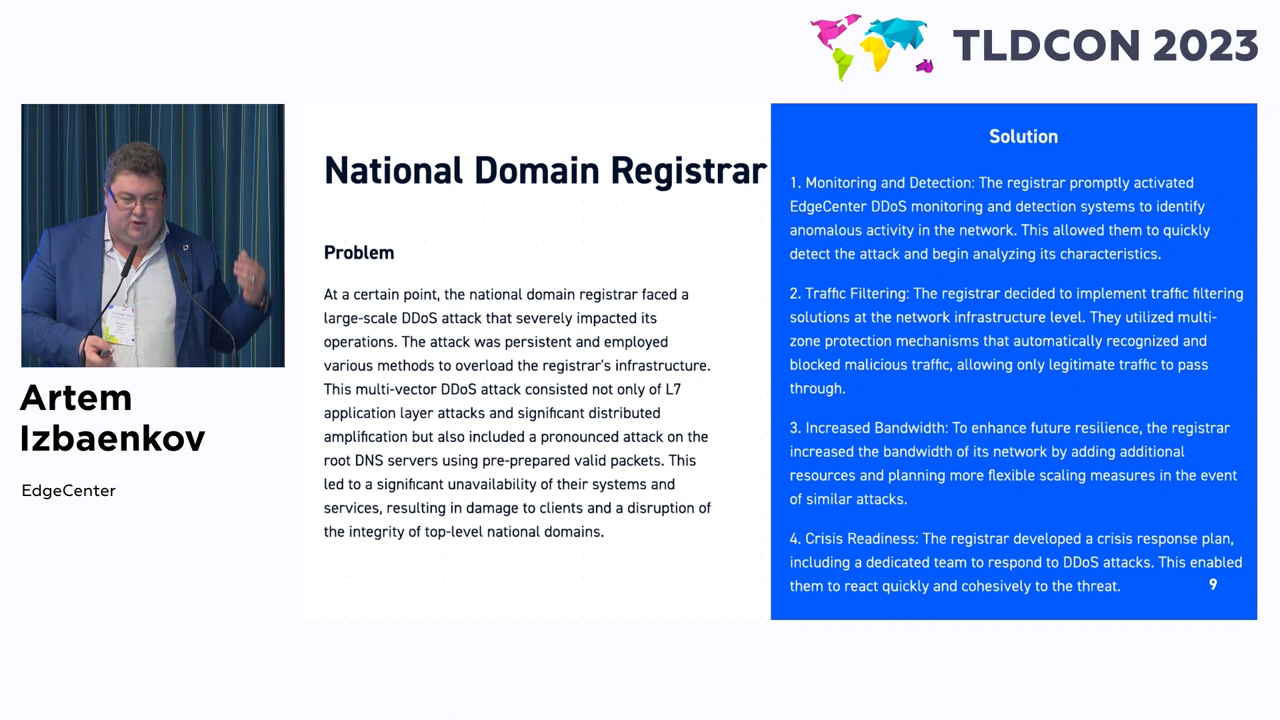 TLDCON 2023
Artem
Izbaenkov
EdgeCenter
National Domain Registrar
Problem
At a certain point, the national domain registrar faced a
large-scale DDoS attack that severely impacted its
operations. The attack was persistent and employed
various methods to overload the registrar's infrastructure.
This multi-vector DDoS attack consisted not only of L7
application layer attacks and significant distributed
amplification but also included a pronounced attack on the
root DNS servers using pre-prepared valid packets. This
led to a significant unavailability of their systems and
services, resulting in damage to clients and a disruption of
the integrity of top-level national domains.
Solution
1. Monitoring and Detection: The registrar promptly activated
EdgeCenter DDoS monitoring and detection systems to identify
anomalous activity in the network. This allowed them to quickly
detect the attack and begin analyzing its characteristics.
2. Traffic Filtering: The registrar decided to implement traffic filtering
solutions at the network infrastructure level. They utilized multi-
zone protection mechanisms that automatically recognized and
blocked malicious traffic, allowing only legitimate traffic to pass
through.
3. Increased Bandwidth: To enhance future resilience, the registrar
increased the bandwidth of its network by adding additional
resources and planning more flexible scaling measures in the event
of similar attacks.
4. Crisis Readiness: The registrar developed a crisis response plan,
including a dedicated team to respond to DDoS attacks. This enabled
them to react quickly and cohesively to the threat.
9